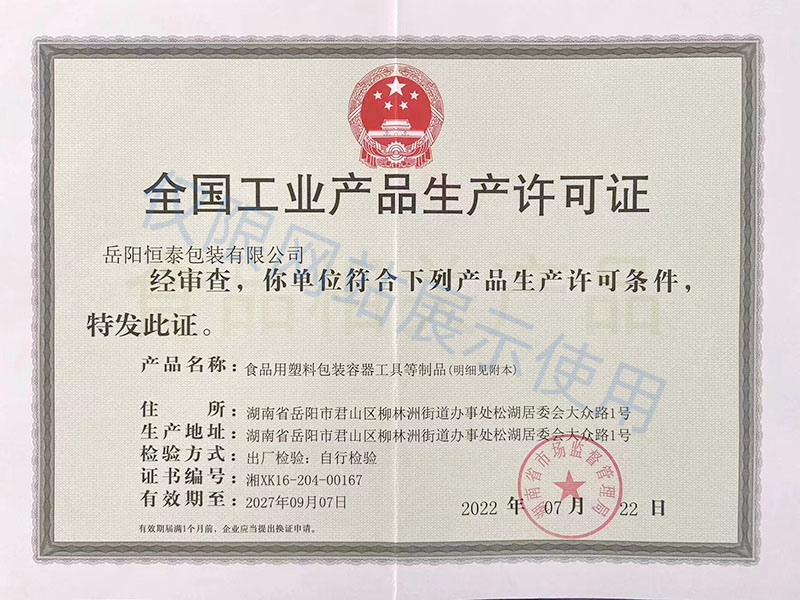 全国工业产品生产许可证
岳阳恒泰包装有限公司
经审查，你单位符合下列产品生产许可条件，
特发此证。
产品名称：食品用塑料包装容器工具等制品(明细见附本)
住 所：湖南省岳阳市君山区柳林洲街道办事处松湖居委会大众路1号
生产地址：湖南省岳阳市君山区柳林洲街道办事处松湖居委会大众路1号
检验方式：出厂检验：自行检验
证书编号：湘XK16-204-00167
有效期至：2027年09月07日
2022 年 07 月 22 日
湖南省市场监督管理局
有效期届满1个月前，企业应当提出换证申请。
仅限网站展示使用